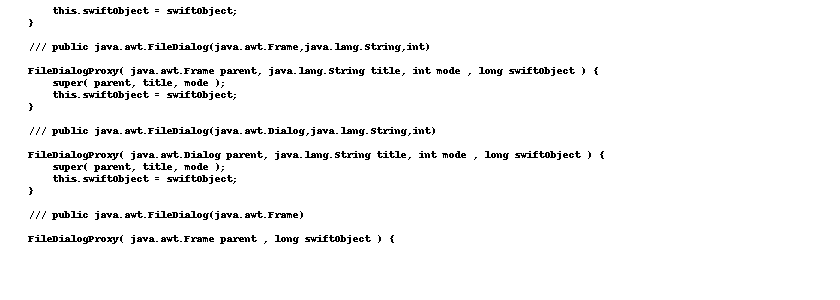 this.swiftObject = swiftObject;
}
/// public java.awt.FileDialog(java.awt.Frame,java.lang.String,int)
FileDialogProxy( java.awt.Frame parent, java.lang.String title, int mode , long swiftObject ) {
super( parent, title, mode );
this.swiftObject = swiftObject;
}
/// public java.awt.FileDialog(java.awt.Dialog,java.lang.String,int)
FileDialogProxy( java.awt.Dialog parent, java.lang.String title, int mode , long swiftObject ) {
super( parent, title, mode );
this.swiftObject = swiftObject;
}
/// public java.awt.FileDialog(java.awt.Frame)
FileDialogProxy( java.awt.Frame parent , long swiftObject ) {